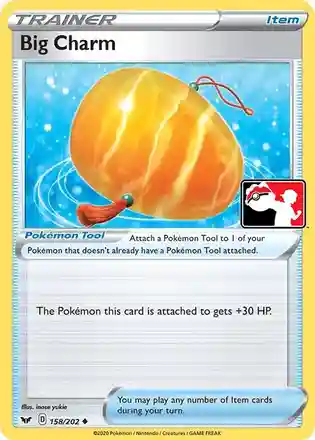 TRAINER Item
Big Charm
Pokémon Tool Attach a Pokémon Tool to 1 of your
Pokémon that doesn't already have a Pokémon Tool attached.
The Pokémon this card is attached to gets +30 HP.
You may play any number of Item cards
during your turn.
Illus. inose yukie
D 158/202
©2020 Pokémon / Nintendo / Creatures / GAME FREAK